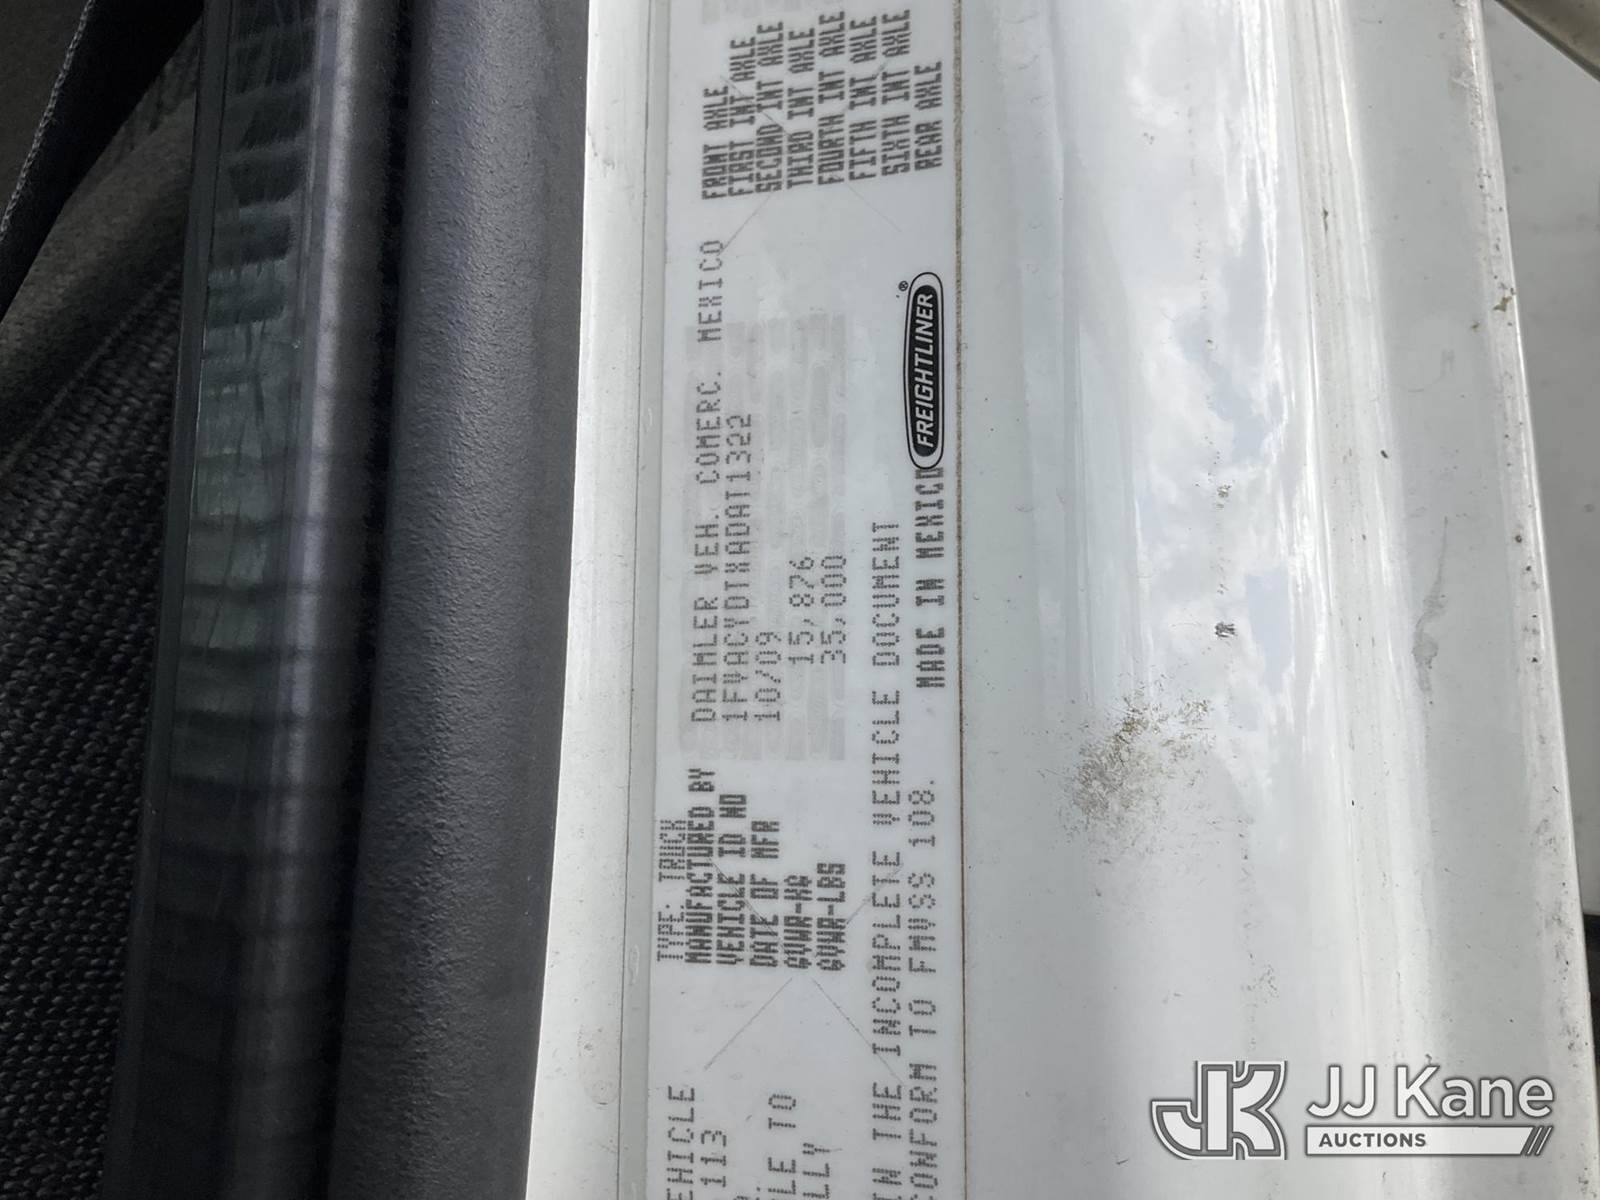 EHICLE
113
LE TO
LLY
IN THE INCOMPLETE VEHICLE DOCUMENT
CONFORM TO FMVSS 108.
TYPE: TRUCK
MANUFACTURED BY DAIMLER VEH. COMERC. MEXICO
VEHICLE ID NO 1FVACYDTXADAT1322
DATE OF MFR 10/09
GVWR-KG 15,876
GVWR-LBS 35,000
MADE IN MEXICO
FREIGHTLINER®
FRONT AXLE
FIRST INT AXLE
SECOND INT AXLE
THIRD INT AXLE
FOURTH INT AXLE
FIFTH INT AXLE
SIXTH INT AXLE
REAR AXLE
JK JJ Kane
AUCTIONS